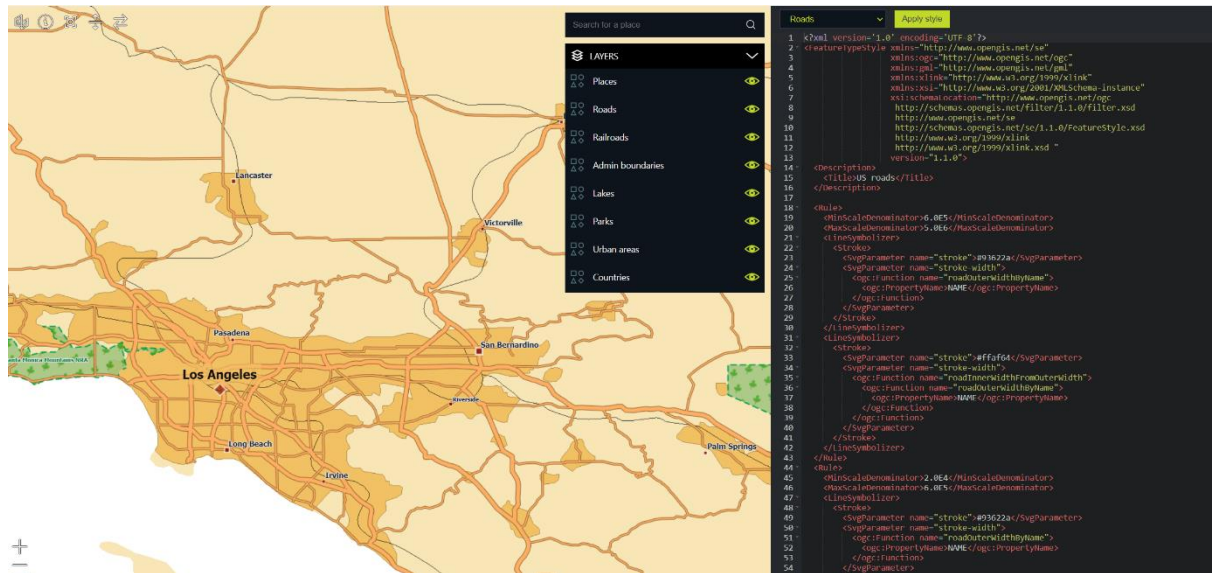 Search for a place
LAYERS
Places
Roads
Railroads
Admin boundaries
Lakes
Parks
Urban areas
Countries
Lancaster
Victorville
Pasadena
San Bernardino
Monica Mountains NRA
Los Angeles
Riverside
Long Beach
Palm Springs
Irvine
Roads
Apply style
1 <?xml version='1.0' encoding='UTF-8'?>
2 <FeatureTypeStyle xmlns="http://www.opengis.net/se"
3 xmlns:ogc="http://www.opengis.net/ogc"
4 xmlns:gml="http://www.opengis.net/gml"
5 xmlns:xlink="http://www.w3.org/1999/xlink"
6 xmlns:xsi="http://www.w3.org/2001/XMLSchema-instance"
7 xsi:schemaLocation="http://www.opengis.net/ogc
8 http://schemas.opengis.net/filter/1.1.0/filter.xsd
9 http://www.opengis.net/se
10 http://schemas.opengis.net/se/1.1.0/FeatureStyle.xsd
11 http://www.w3.org/1999/xlink
12 http://www.w3.org/1999/xlink.xsd "
13 version="1.1.0">
14 <Description>
15 <Title>US roads</Title>
16 </Description>
17
18 <Rule>
19 <MinScaleDenominator>6.0E5</MinScaleDenominator>
20 <MaxScaleDenominator>5.0E6</MaxScaleDenominator>
21 <LineSymbolizer>
22 <Stroke>
23 <SvgParameter name="stroke">#93622a</SvgParameter>
24 <SvgParameter name="stroke-width">
25 <ogc:Function name="roadOuterWidthByName">
26 <ogc:PropertyName>NAME</ogc:PropertyName>
27 </ogc:Function>
28 </SvgParameter>
29 </Stroke>
30 </LineSymbolizer>
31 <LineSymbolizer>
32 <Stroke>
33 <SvgParameter name="stroke">#ffaf64</SvgParameter>
34 <SvgParameter name="stroke-width">
35 <ogc:Function name="roadInnerWidthFromOuterWidth">
36 <ogc:Function name="roadOuterWidthByName">
37 <ogc:PropertyName>NAME</ogc:PropertyName>
38 </ogc:Function>
39 </ogc:Function>
40 </SvgParameter>
41 </Stroke>
42 </LineSymbolizer>
43 </Rule>
44 <Rule>
45 <MinScaleDenominator>2.0E4</MinScaleDenominator>
46 <MaxScaleDenominator>6.0E5</MaxScaleDenominator>
47 <LineSymbolizer>
48 <Stroke>
49 <SvgParameter name="stroke">#93622a</SvgParameter>
50 <SvgParameter name="stroke-width">
51 <ogc:Function name="roadOuterWidthByName">
52 <ogc:PropertyName>NAME</ogc:PropertyName>
53 </ogc:Function>
54 </SvgParameter>